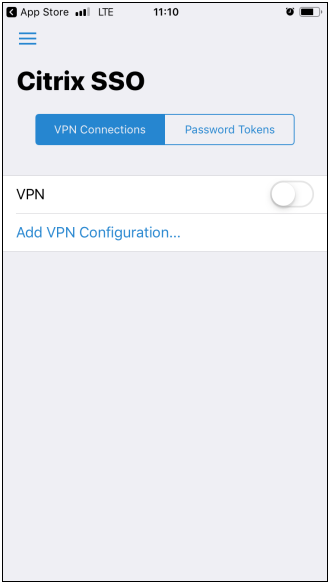 App Store LTE 11:10
Citrix SSO
VPN Connections Password Tokens
VPN
Add VPN Configuration...